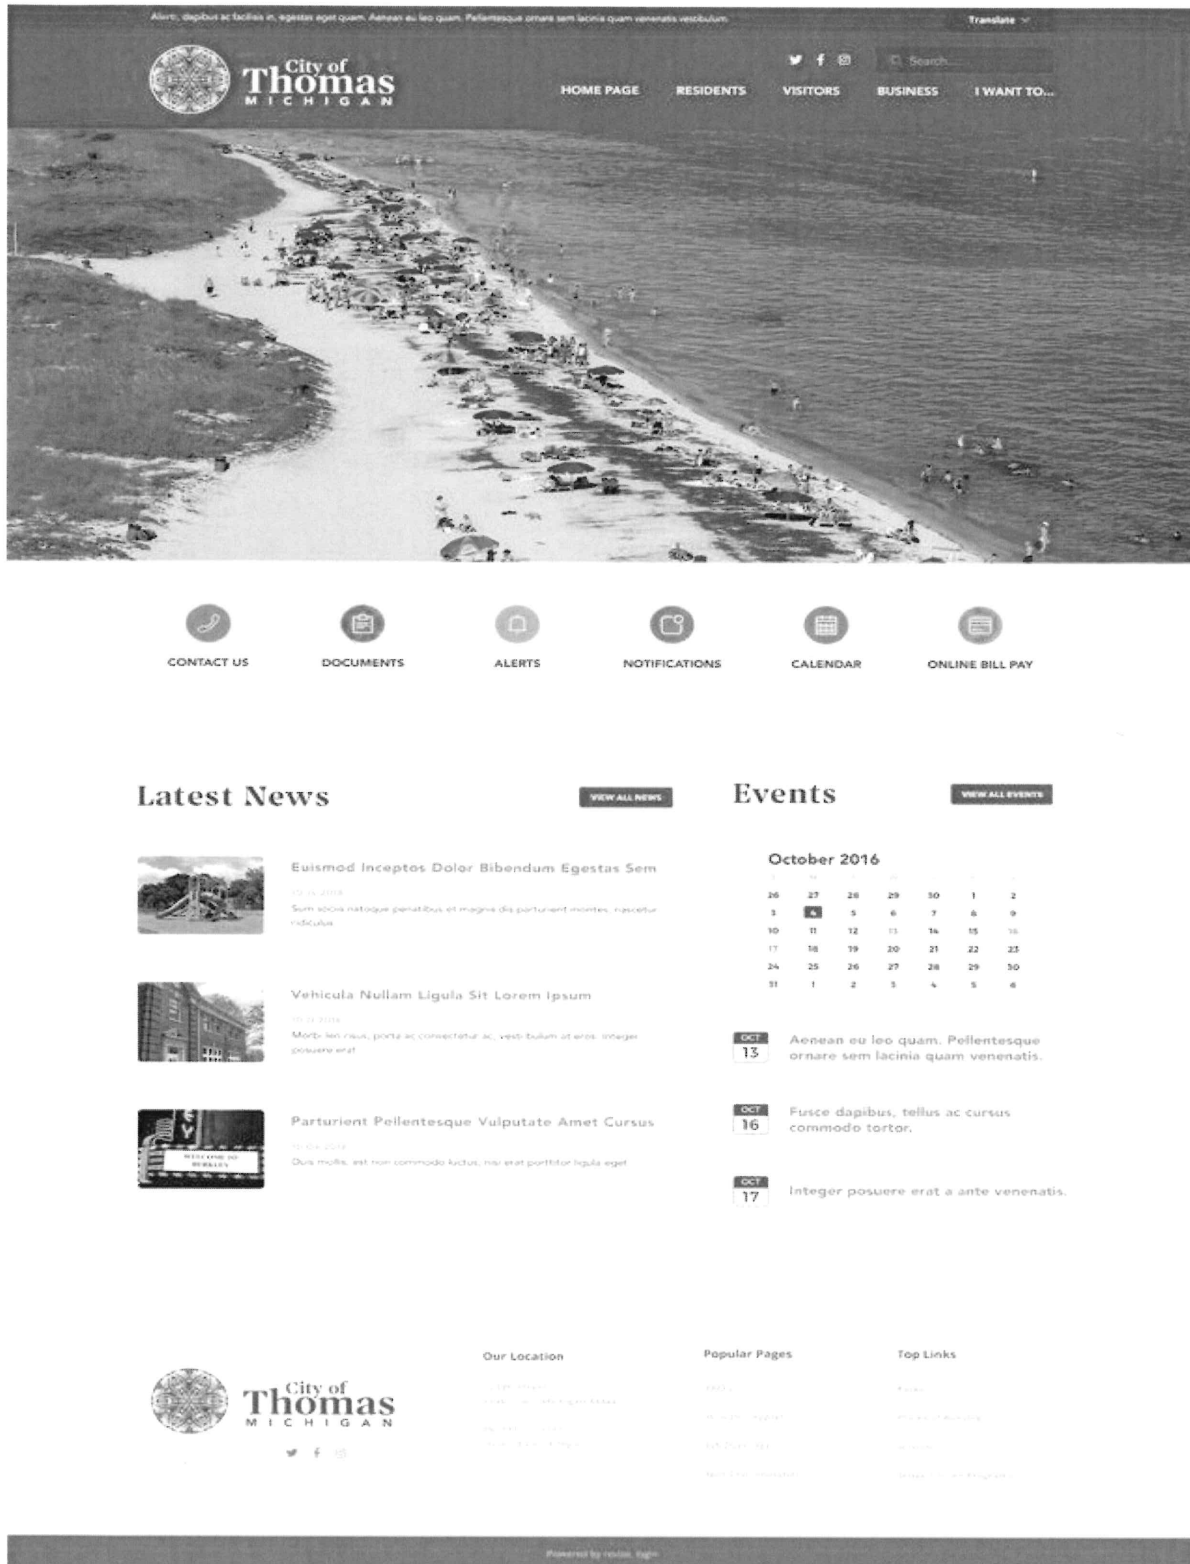 Alert:, dapibus ac facilisis in, egestas eget quam. Aenean eu leo quam. Pellentesque ornare sem lacinia quam venenatis vestibulum.
Translate
City of
Thomas
MICHIGAN
Search....
HOME PAGE RESIDENTS VISITORS BUSINESS I WANT TO...
CONTACT US DOCUMENTS ALERTS NOTIFICATIONS CALENDAR ONLINE BILL PAY
Latest News
VIEW ALL NEWS
Euismod Inceptos Dolor Bibendum Egestas Sem
Sum sociis natoque penatibus et magnis dis parturient montes, nascetur
ridiculus
Vehicula Nullam Ligula Sit Lorem Ipsum
Morbi leo risus, porta ac consectetur ac, vestibulum at eros. Integer
posuere erat
WELCOME TO
BERKLEY
Parturient Pellentesque Vulputate Amet Cursus
Duis mollis, est non commodo luctus, nisi erat porttitor ligula eget
Events
VIEW ALL EVENTS
October 2016
26 27 28 29 30 1 2
3 4 5 6 7 8 9
10 11 12 13 14 15 16
17 18 19 20 21 22 23
24 25 26 27 28 29 30
31 1 2 3 4 5 6
OCT
13
Aenean eu leo quam. Pellentesque
ornare sem lacinia quam venenatis.
OCT
16
Fusce dapibus, tellus ac cursus
commodo tortor.
OCT
17
Integer posuere erat a ante venenatis.
City of
Thomas
MICHIGAN
Our Location
Popular Pages
Top Links
Powered by revize. login